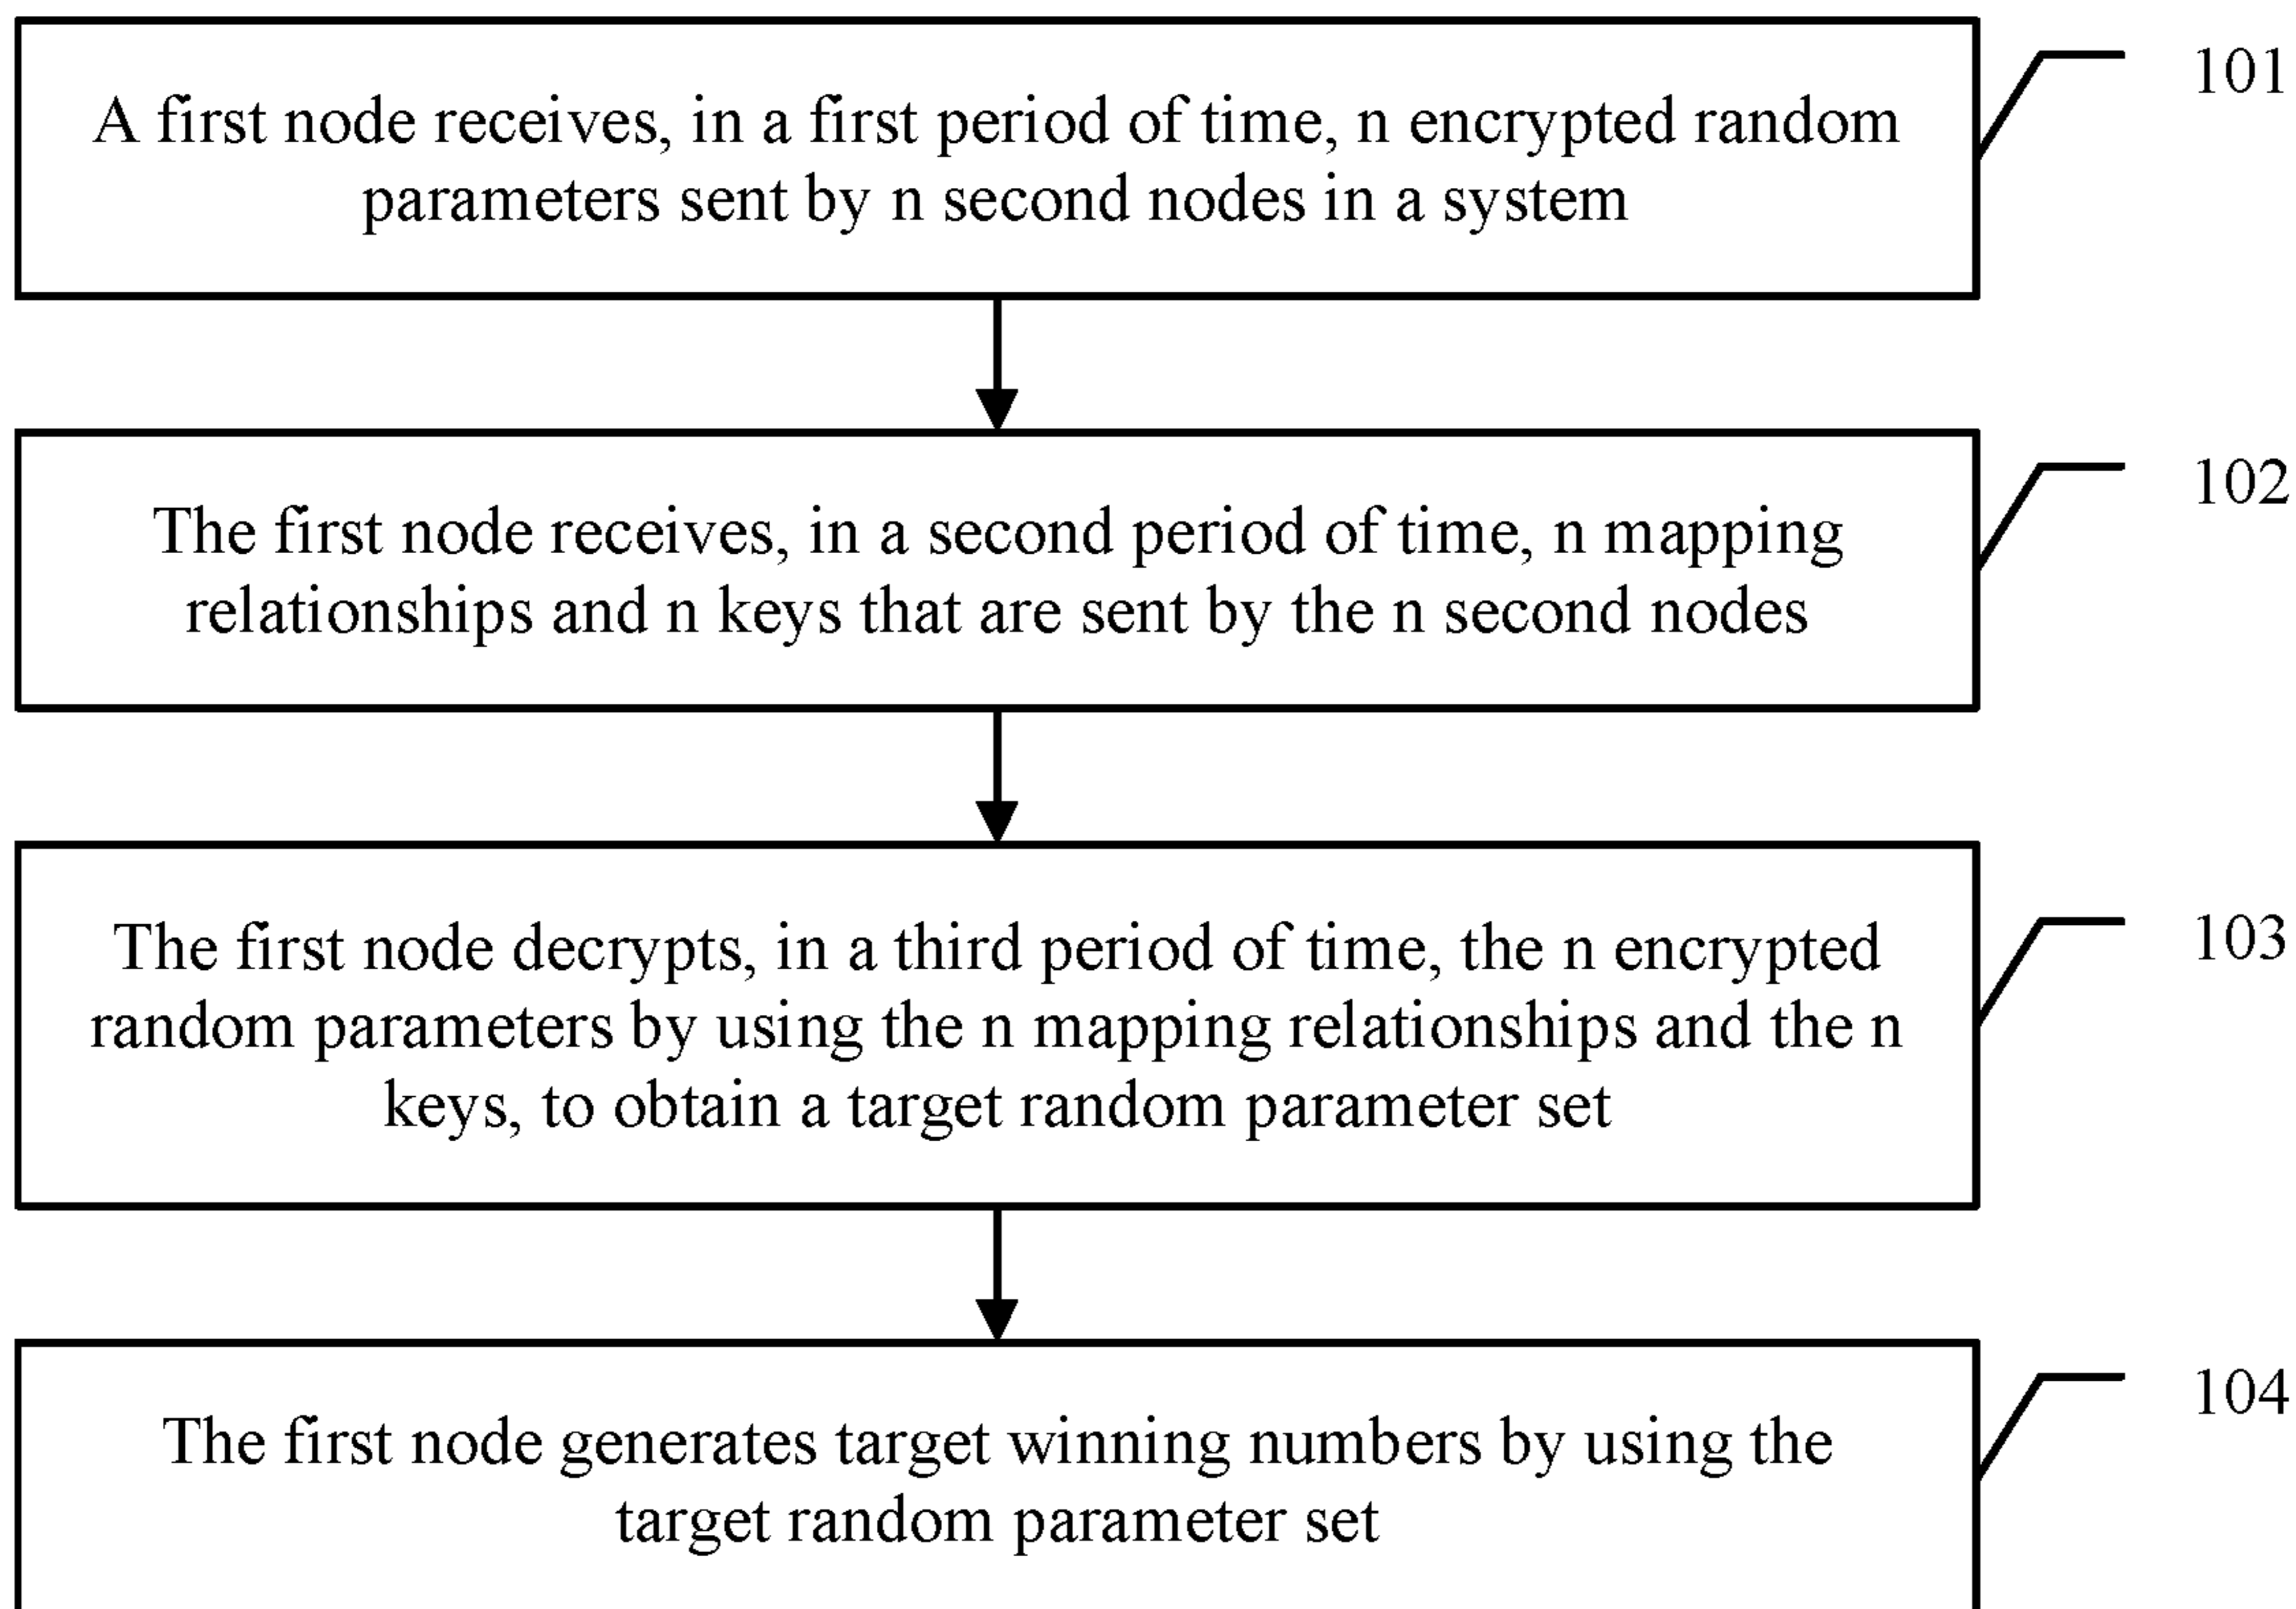 A first node receives, in a first period of time, n encrypted random
parameters sent by n second nodes in a system
101
The first node receives, in a second period of time, n mapping
relationships and n keys that are sent by the n second nodes
102
The first node decrypts, in a third period of time, the n encrypted
random parameters by using the n mapping relationships and the n
keys, to obtain a target random parameter set
103
The first node generates target winning numbers by using the
target random parameter set
104